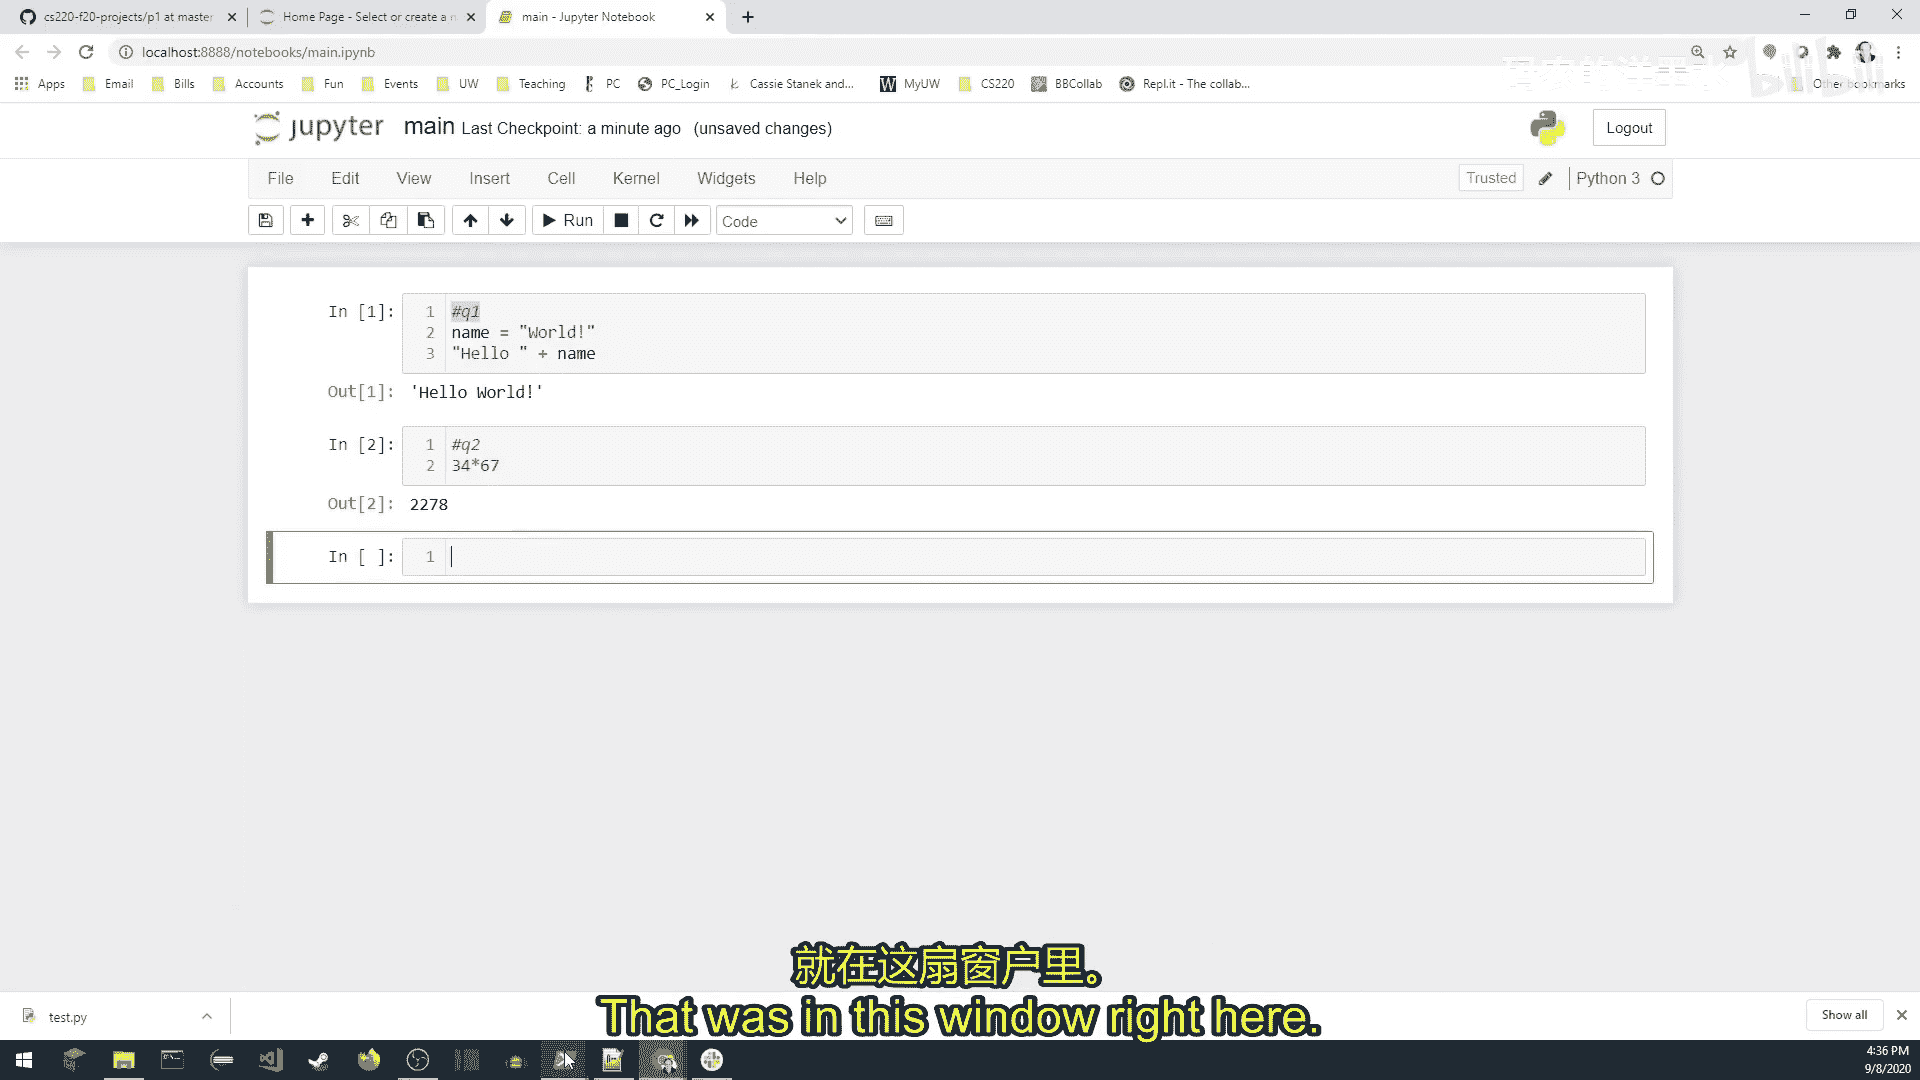 cs220-f20-projects/p1 at master
Home Page - Select or create a n
main - Jupyter Notebook
localhost:8888/notebooks/main.ipynb
Apps Email Bills Accounts Fun Events UW Teaching PC PC_Login Cassie Stanek and... MyUW CS220 BBCollab Repl.it - The collab... Other bookmarks
bilibili
jupyter main Last Checkpoint: a minute ago (unsaved changes) Logout
File Edit View Insert Cell Kernel Widgets Help Trusted Python 3
Run Code
In [1]: 1 #q1
2 name = "World!"
3 "Hello " + name
Out[1]: 'Hello World!'
In [2]: 1 #q2
2 34*67
Out[2]: 2278
In [ ]: 1
就在这扇窗户里。
That was in this window right here.
test.py Show all
4:36 PM
9/8/2020